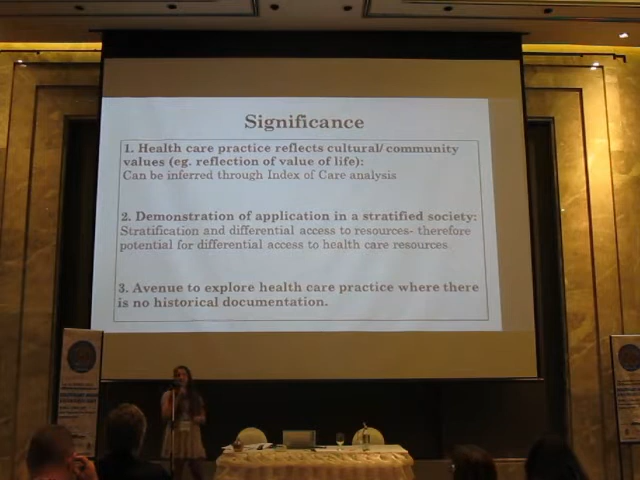 Significance
1. Health care practice reflects cultural/ community
values (eg. reflection of value of life):
Can be inferred through Index of Care analysis
2. Demonstration of application in a stratified society:
Stratification and differential access to resources- therefore
potential for differential access to health care resources
3. Avenue to explore health care practice where there
is no historical documentation.